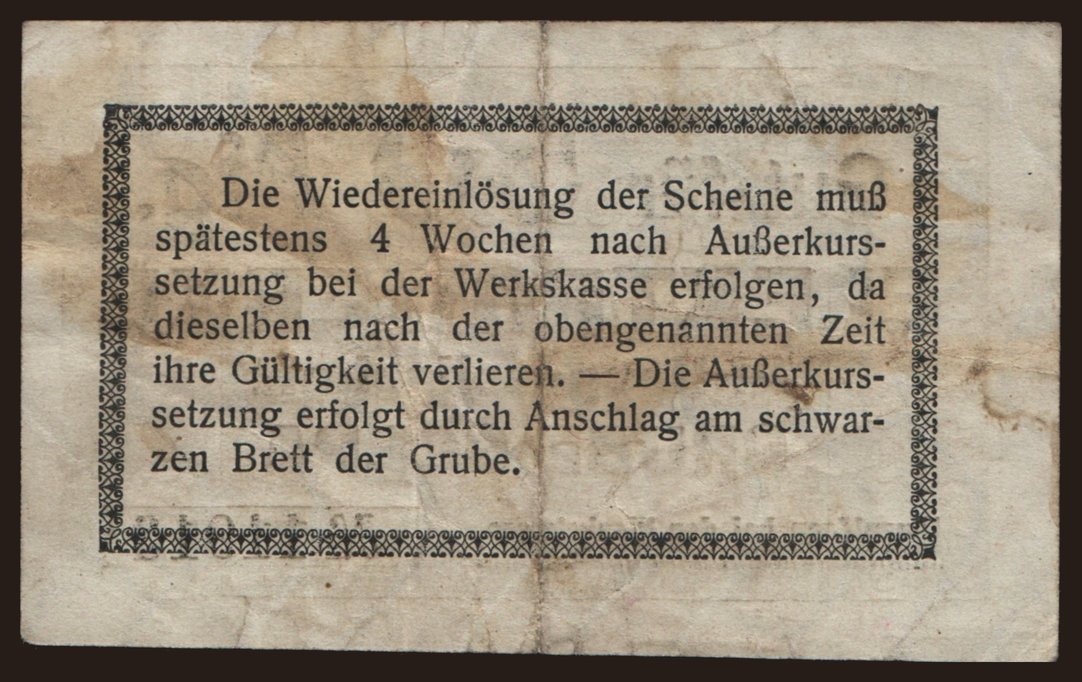 Die Wiedereinlösung der Scheine muß
spätestens 4 Wochen nach Außerkurs-
setzung bei der Werkskasse erfolgen, da
dieselben nach der obengenannten Zeit
ihre Gültigkeit verlieren. — Die Außerkurs-
setzung erfolgt durch Anschlag am schwar-
zen Brett der Grube.